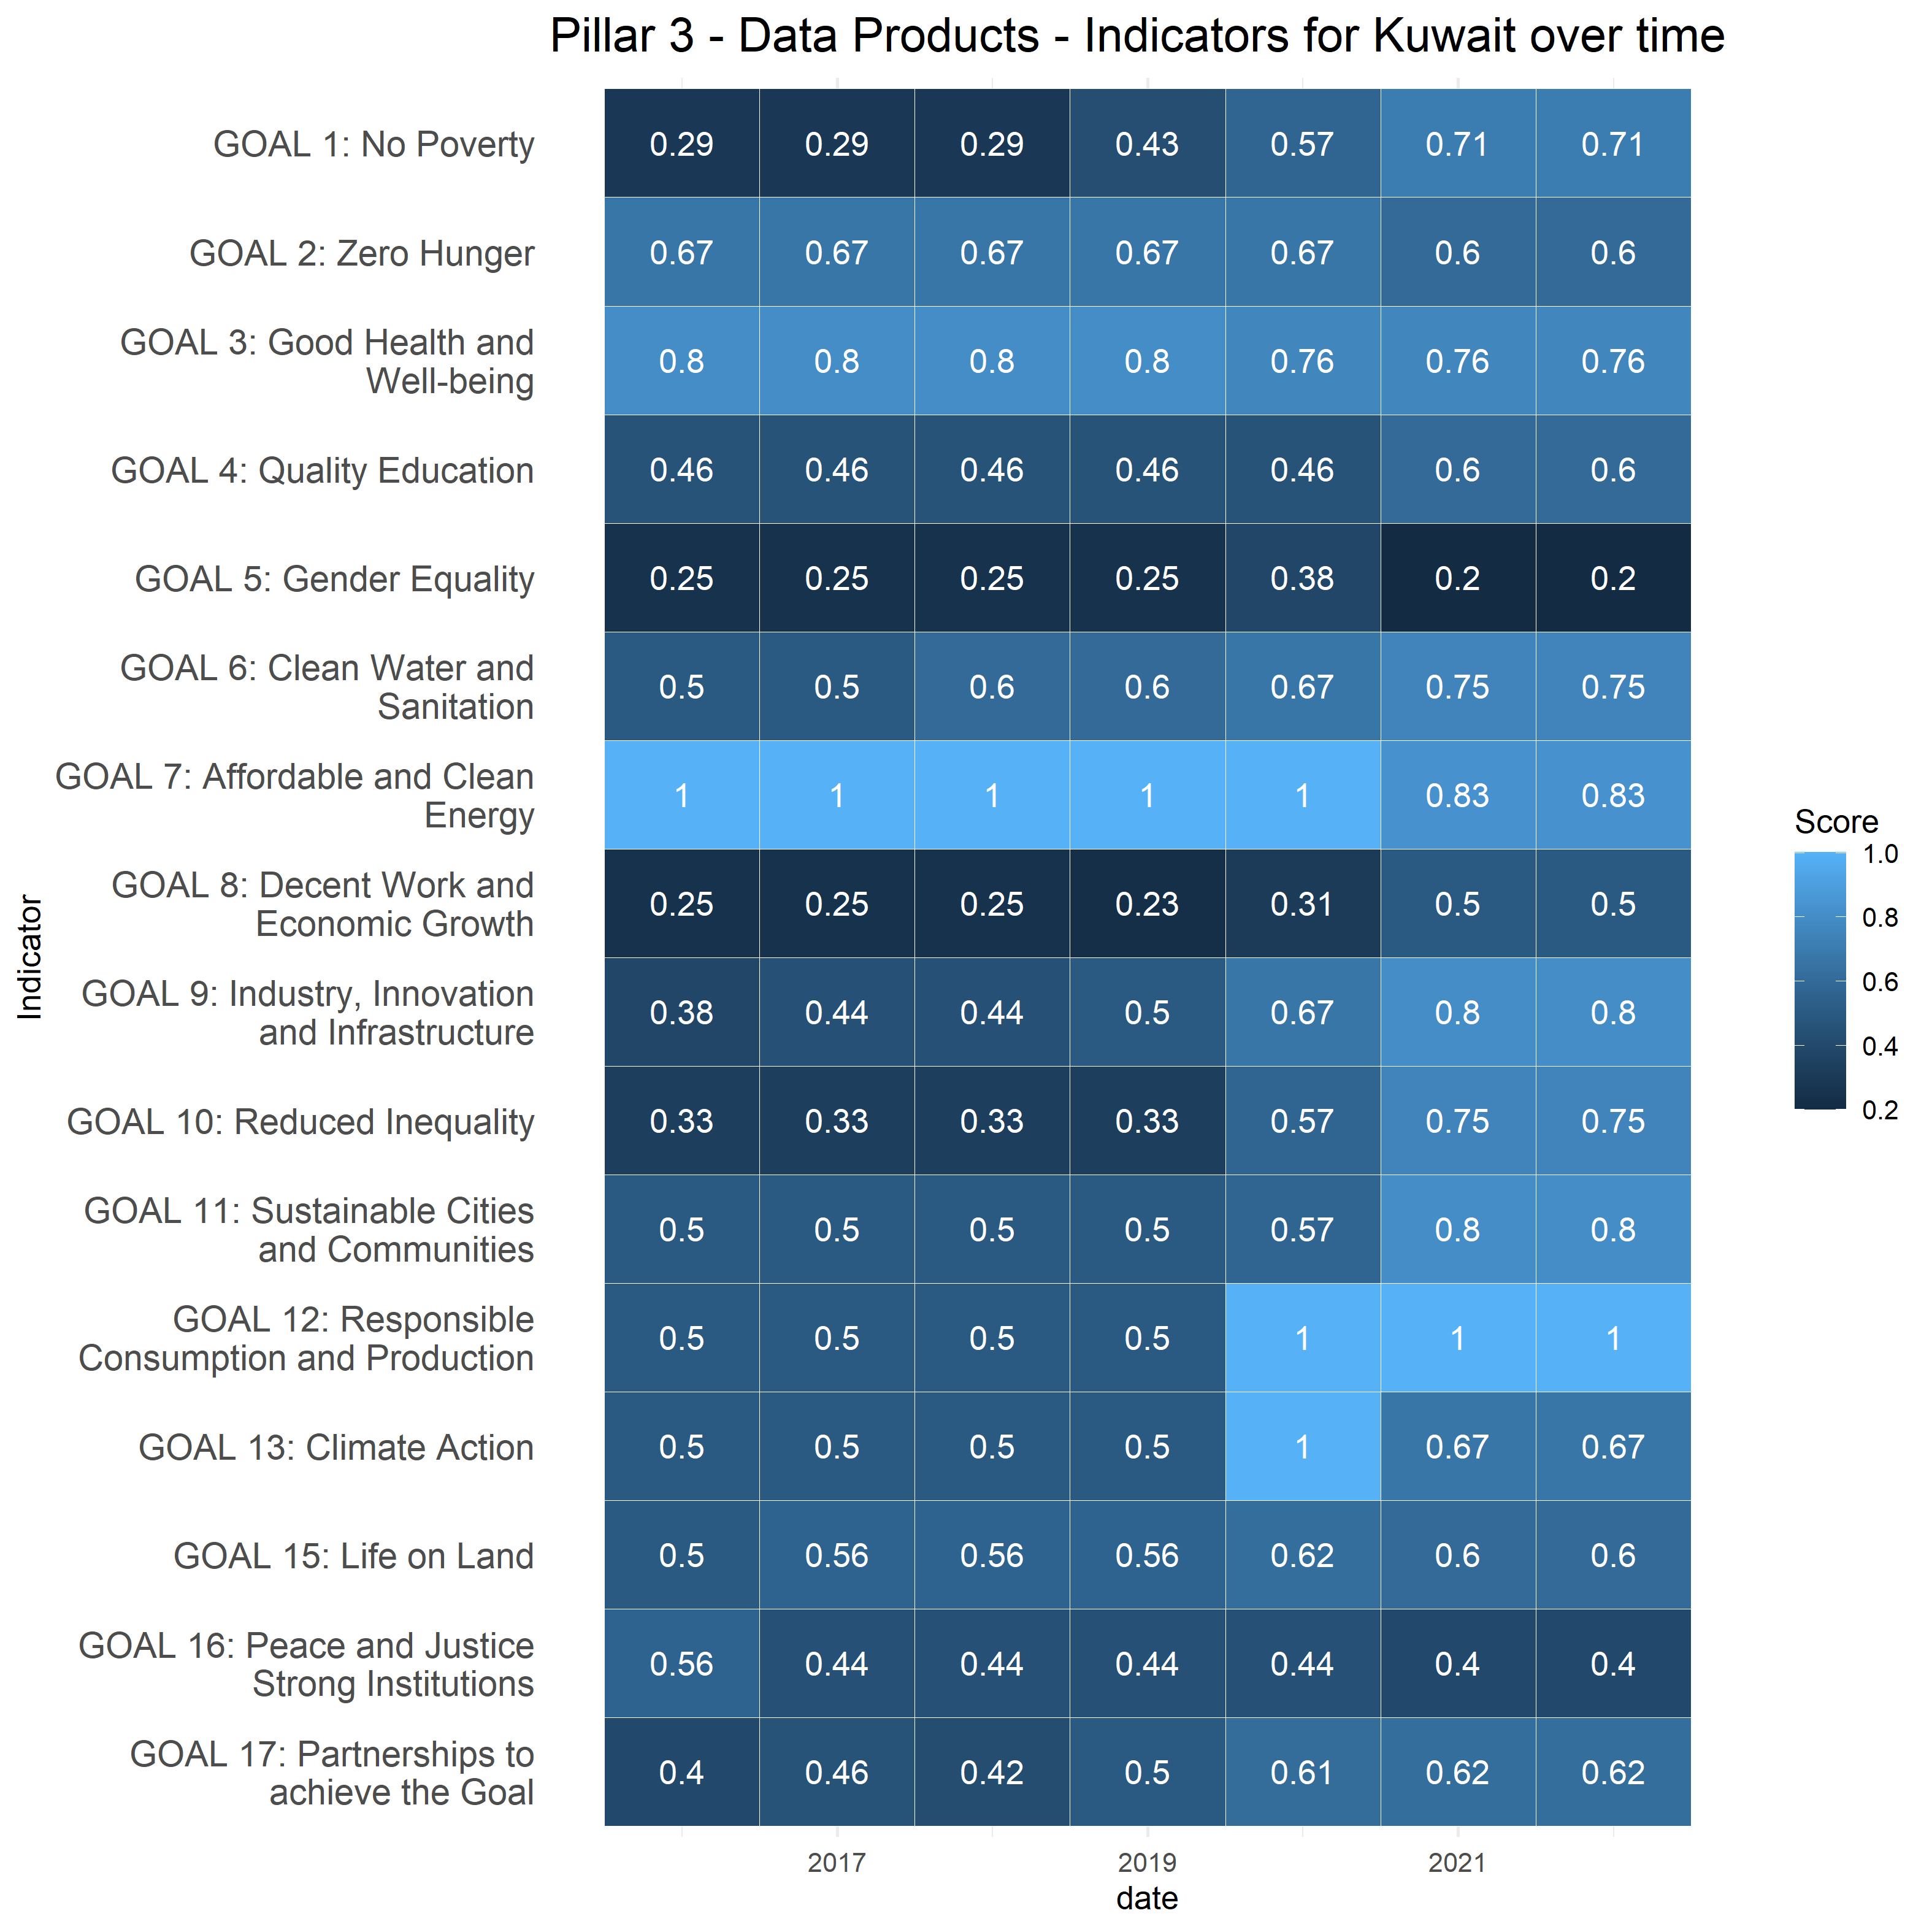 Pillar 3 - Data Products - Indicators for Kuwait over time
GOAL 1: No Poverty
0.29 0.29 0.29 0.43 0.57 0.71 0.71
GOAL 2: Zero Hunger
0.67 0.67 0.67 0.67 0.67 0.6 0.6
GOAL 3: Good Health and
Well-being
0.8 0.8 0.8 0.8 0.76 0.76 0.76
GOAL 4: Quality Education
0.46 0.46 0.46 0.46 0.46 0.6 0.6
GOAL 5: Gender Equality
0.25 0.25 0.25 0.25 0.38 0.2 0.2
GOAL 6: Clean Water and
Sanitation
0.5 0.5 0.6 0.6 0.67 0.75 0.75
GOAL 7: Affordable and Clean
Energy
1 1 1 1 1 0.83 0.83
GOAL 8: Decent Work and
Economic Growth
0.25 0.25 0.25 0.23 0.31 0.5 0.5
GOAL 9: Industry, Innovation
and Infrastructure
0.38 0.44 0.44 0.5 0.67 0.8 0.8
GOAL 10: Reduced Inequality
0.33 0.33 0.33 0.33 0.57 0.75 0.75
GOAL 11: Sustainable Cities
and Communities
0.5 0.5 0.5 0.5 0.57 0.8 0.8
GOAL 12: Responsible
Consumption and Production
0.5 0.5 0.5 0.5 1 1 1
GOAL 13: Climate Action
0.5 0.5 0.5 0.5 1 0.67 0.67
GOAL 15: Life on Land
0.5 0.56 0.56 0.56 0.62 0.6 0.6
GOAL 16: Peace and Justice
Strong Institutions
0.56 0.44 0.44 0.44 0.44 0.4 0.4
GOAL 17: Partnerships to
achieve the Goal
0.4 0.46 0.42 0.5 0.61 0.62 0.62
2017 2019 2021
date
Indicator
Score
1.0
0.8
0.6
0.4
0.2